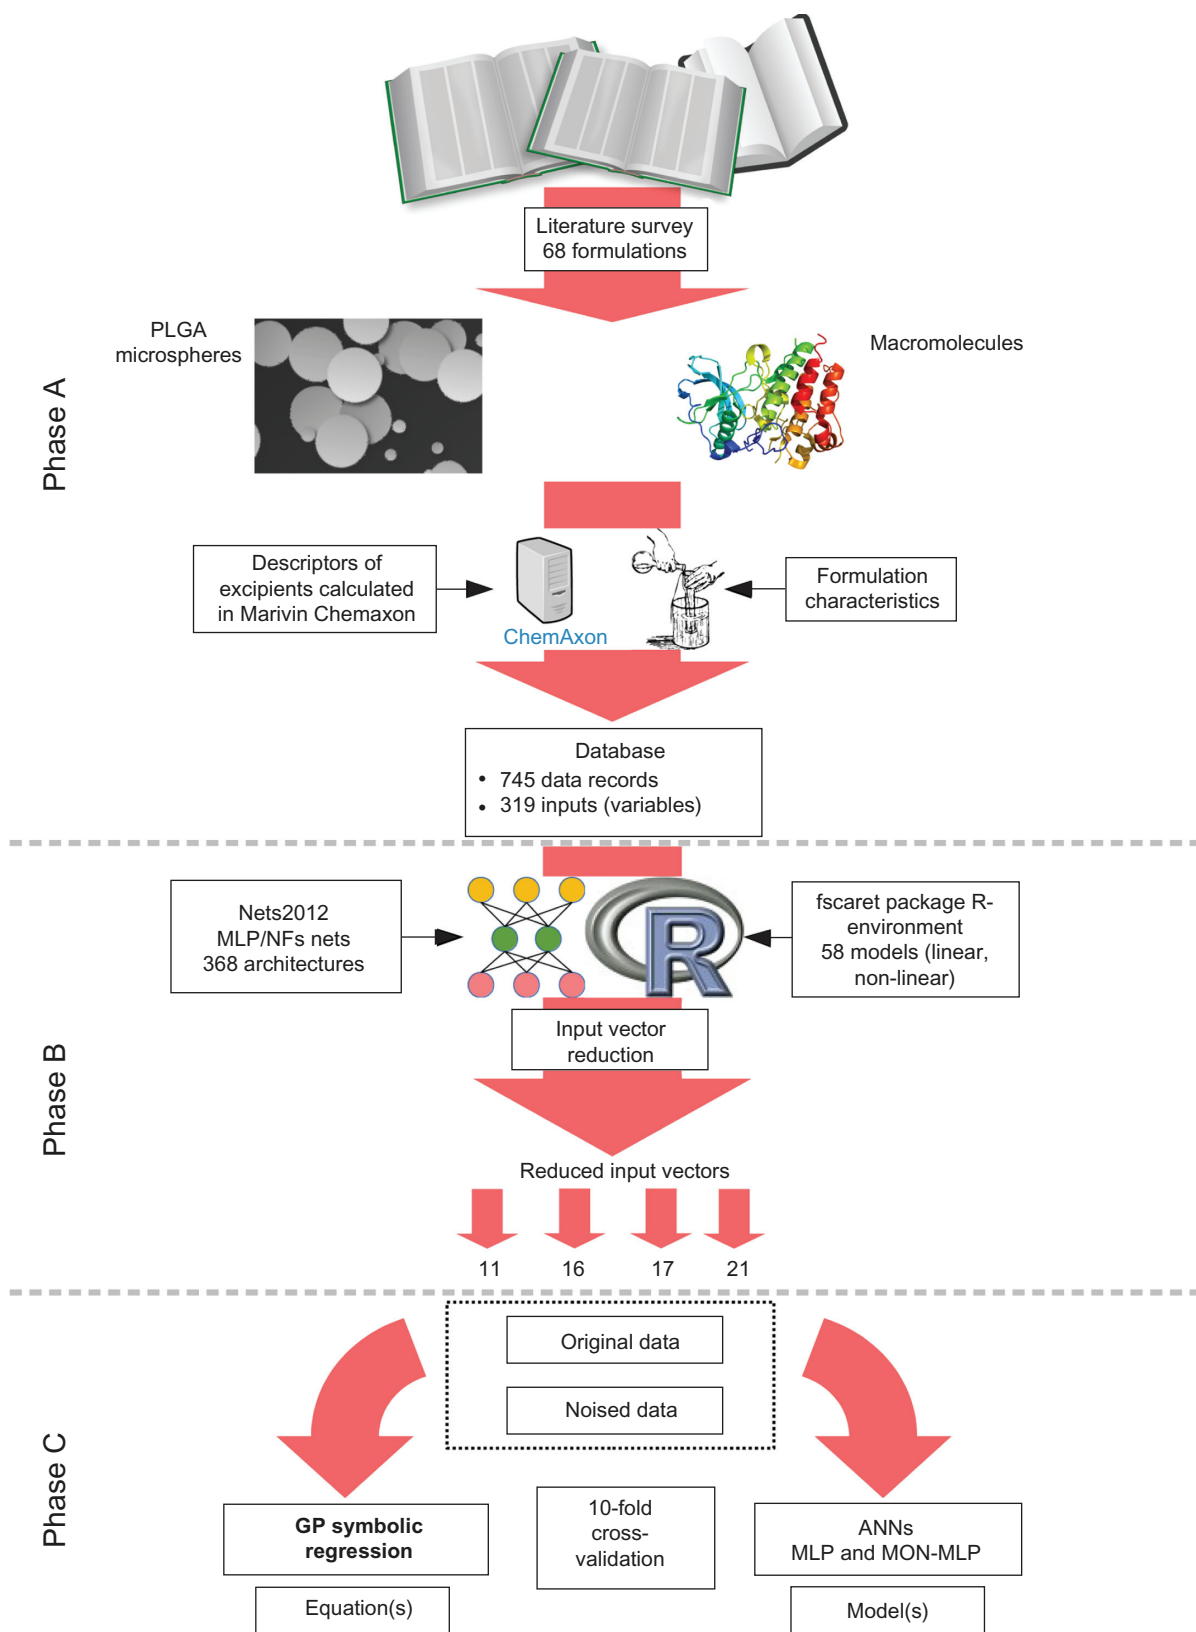 Literature survey
68 formulations
PLGA
microspheres
Macromolecules
Phase A
Descriptors of
excipients calculated
in Marivin Chemaxon
ChemAxon
Formulation
characteristics
Database
• 745 data records
• 319 inputs (variables)
Phase B
Nets2012
MLP/NFs nets
368 architectures
R
fscaret package R-
environment
58 models (linear,
non-linear)
Input vector
reduction
Reduced input vectors
11 16 17 21
Phase C
Original data
Noised data
GP symbolic
regression
Equation(s)
10-fold
cross-
validation
ANNs
MLP and MON-MLP
Model(s)